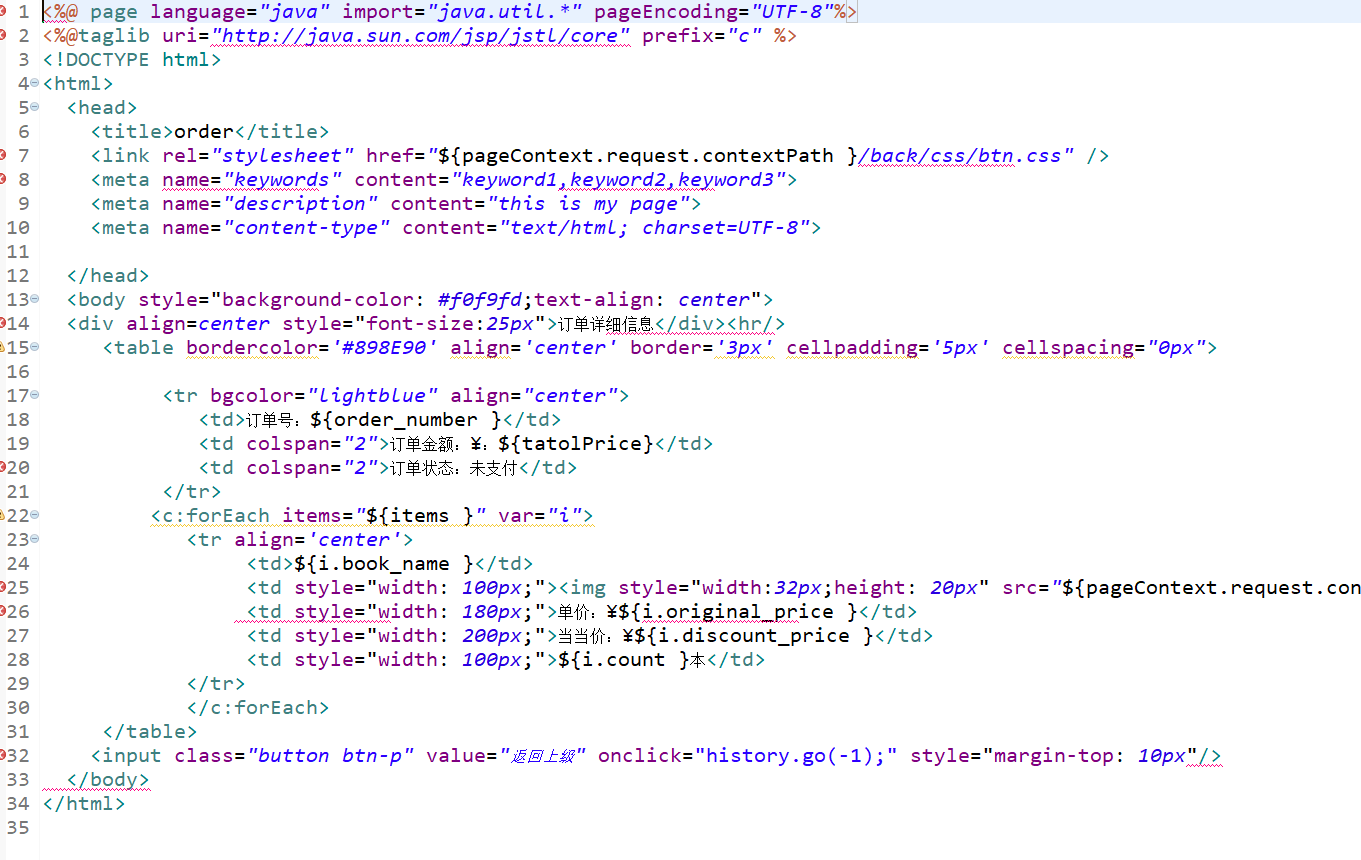 1 <%@ page language="java" import="java.util.*" pageEncoding="UTF-8"%>
2 <%@taglib uri="http://java.sun.com/jsp/jstl/core" prefix="c" %>
3 <!DOCTYPE html>
4 <html>
5   <head>
6     <title>order</title>
7     <link rel="stylesheet" href="${pageContext.request.contextPath }/back/css/btn.css" />
8     <meta name="keywords" content="keyword1,keyword2,keyword3">
9     <meta name="description" content="this is my page">
10     <meta name="content-type" content="text/html; charset=UTF-8">
11
12   </head>
13   <body style="background-color: #f0f9fd;text-align: center">
14   <div align=center style="font-size:25px">订单详细信息</div><hr/>
15      <table bordercolor='#898E90' align='center' border='3px' cellpadding='5px' cellspacing="0px">
16
17           <tr bgcolor="lightblue" align="center">
18              <td>订单号：${order_number }</td>
19              <td colspan="2">订单金额：¥：${tatolPrice}</td>
20              <td colspan="2">订单状态：未支付</td>
21           </tr>
22          <c:forEach items="${items }" var="i">
23             <tr align='center'>
24                  <td>${i.book_name }</td>
25                  <td style="width: 100px;"><img style="width:32px;height: 20px" src="${pageContext.request.con
26                  <td style="width: 180px;">单价：¥${i.original_price }</td>
27                  <td style="width: 200px;">当当价：¥${i.discount_price }</td>
28                  <td style="width: 100px;">${i.count }本</td>
29             </tr>
30             </c:forEach>
31      </table>
32     <input class="button btn-p" value="返回上级" onclick="history.go(-1);" style="margin-top: 10px"/>
33   </body>
34 </html>
35